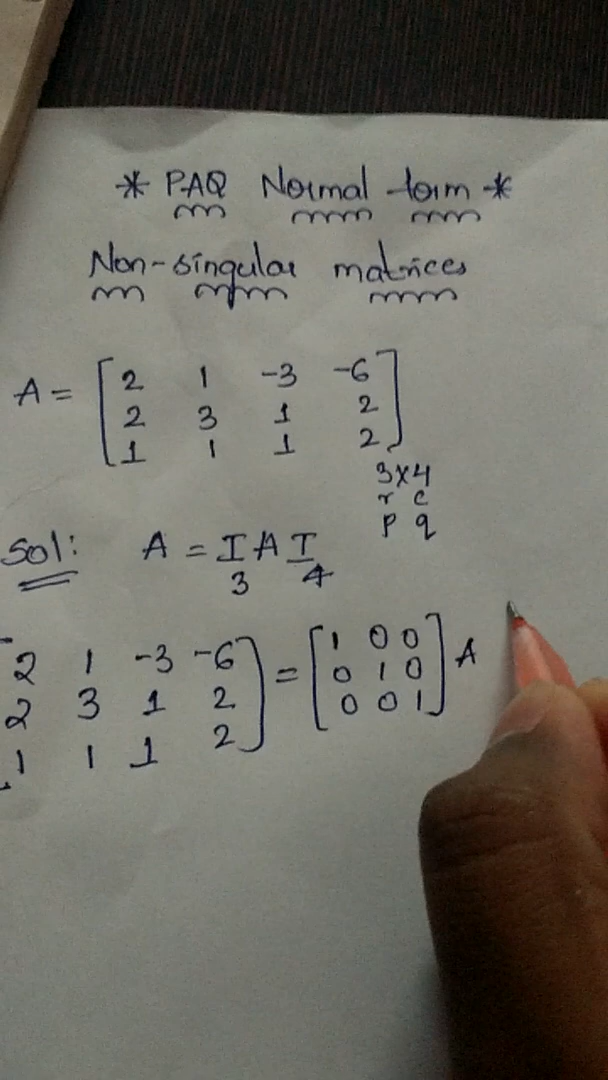 * PAQ Normal form *
Non-singular matrices
A = [2 1 -3 -6
2 3 1 2
1 1 1 2]
3x4
r c
p q
Sol: A = I A I
3 4
2 1 -3 -6] = [1 0 0
2 3 1 2 0 1 0 A
1 1 1 2 0 0 1]